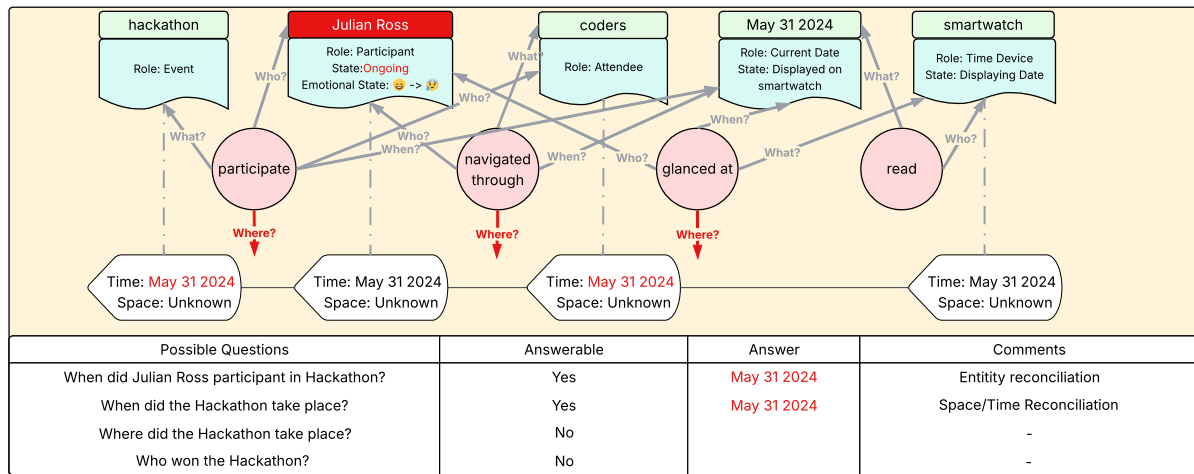 hackathon
Julian Ross
coders
May 31 2024
smartwatch
Role: Event
Role: Participant
State:Ongoing
Emotional State: 😄 -> 😰
Role: Attendee
Role: Current Date
State: Displayed on
smartwatch
Role: Time Device
State: Displaying Date
What?
Who?
When?
Who?
Who?
What?
When?
Who?
When?
What?
What?
Who?
participate
navigated
through
glanced at
read
Where?
Where?
Where?
Time: May 31 2024
Space: Unknown
Time: May 31 2024
Space: Unknown
Time: May 31 2024
Space: Unknown
Time: May 31 2024
Space: Unknown
Possible Questions
Answerable
Answer
Comments
When did Julian Ross participant in Hackathon?
Yes
May 31 2024
Entitity reconciliation
When did the Hackathon take place?
Yes
May 31 2024
Space/Time Reconciliation
Where did the Hackathon take place?
No
-
Who won the Hackathon?
No
-